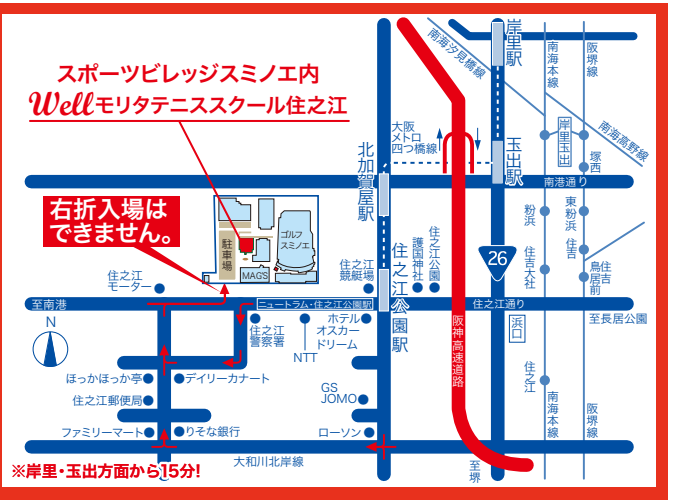 スポーツビレッジスミノエ内
Wellモリタテニススクール住之江
右折入場は
できません。
駐車場
ゴルフ
スミノエ
MAG'S
住之江
モーター
至南港
N
ニュートラム・住之江公園駅
住之江
警察署
NTT
ホテル
オスカー
ドリーム
住之江
競艇場
護国神社
住之江公園
北加賀屋駅
住之江公園駅
大阪
メトロ
四つ橋線
南海汐見橋線
岸里駅
玉出駅
南海本線
阪堺線
岸里玉出
南海高野線
塚西
南港通り
粉浜
東粉浜
住吉
住吉大社
住吉
鳥居前
26
住之江通り
至長居公園
浜口
阪神高速道路
住之江
南海本線
阪堺線
至堺
ほっかほっか亭
デイリーカナート
住之江郵便局
ファミリーマート
りそな銀行
GS
JOMO
ローソン
大和川北岸線
※岸里・玉出方面から15分!